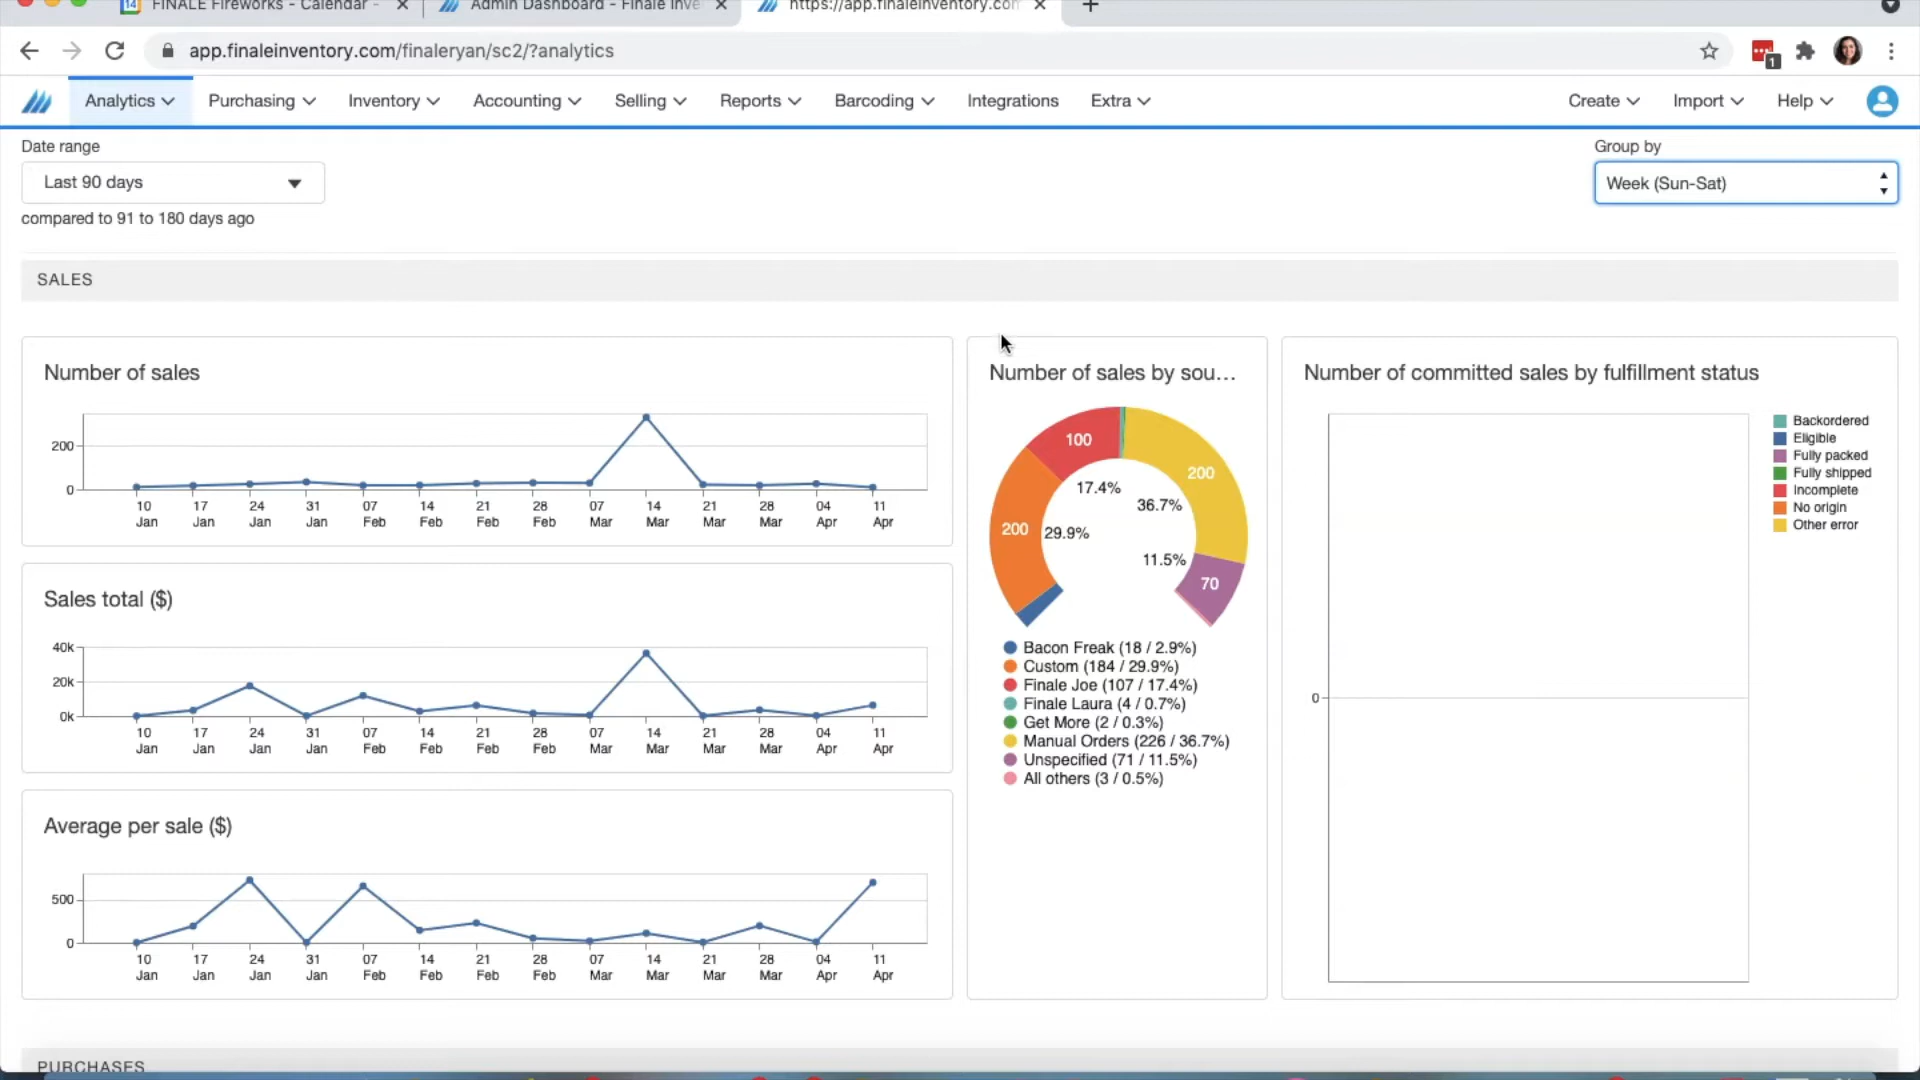 FINALE Fireworks - Calendar -
Admin Dashboard - Finale Inve
https://app.finaleinventory.com
app.finaleinventory.com/finaleryan/sc2/?analytics
1
Analytics Purchasing Inventory Accounting Selling Reports Barcoding Integrations Extra Create Import Help
Date range
Group by
Last 90 days
Week (Sun-Sat)
compared to 91 to 180 days ago
SALES
Number of sales
200
0
10 17 24 31 07 14 21 28 07 14 21 28 04 11
Jan Jan Jan Jan Feb Feb Feb Feb Mar Mar Mar Mar Apr Apr
Sales total ($)
40k
20k
0k
10 17 24 31 07 14 21 28 07 14 21 28 04 11
Jan Jan Jan Jan Feb Feb Feb Feb Mar Mar Mar Mar Apr Apr
Average per sale ($)
500
0
10 17 24 31 07 14 21 28 07 14 21 28 04 11
Jan Jan Jan Jan Feb Feb Feb Feb Mar Mar Mar Mar Apr Apr
Number of sales by sou...
100
200
17.4%
36.7%
200
29.9%
11.5%
70
Bacon Freak (18 / 2.9%)
Custom (184 / 29.9%)
Finale Joe (107 / 17.4%)
Finale Laura (4 / 0.7%)
Get More (2 / 0.3%)
Manual Orders (226 / 36.7%)
Unspecified (71 / 11.5%)
All others (3 / 0.5%)
Number of committed sales by fulfillment status
0
Backordered
Eligible
Fully packed
Fully shipped
Incomplete
No origin
Other error
PURCHASES